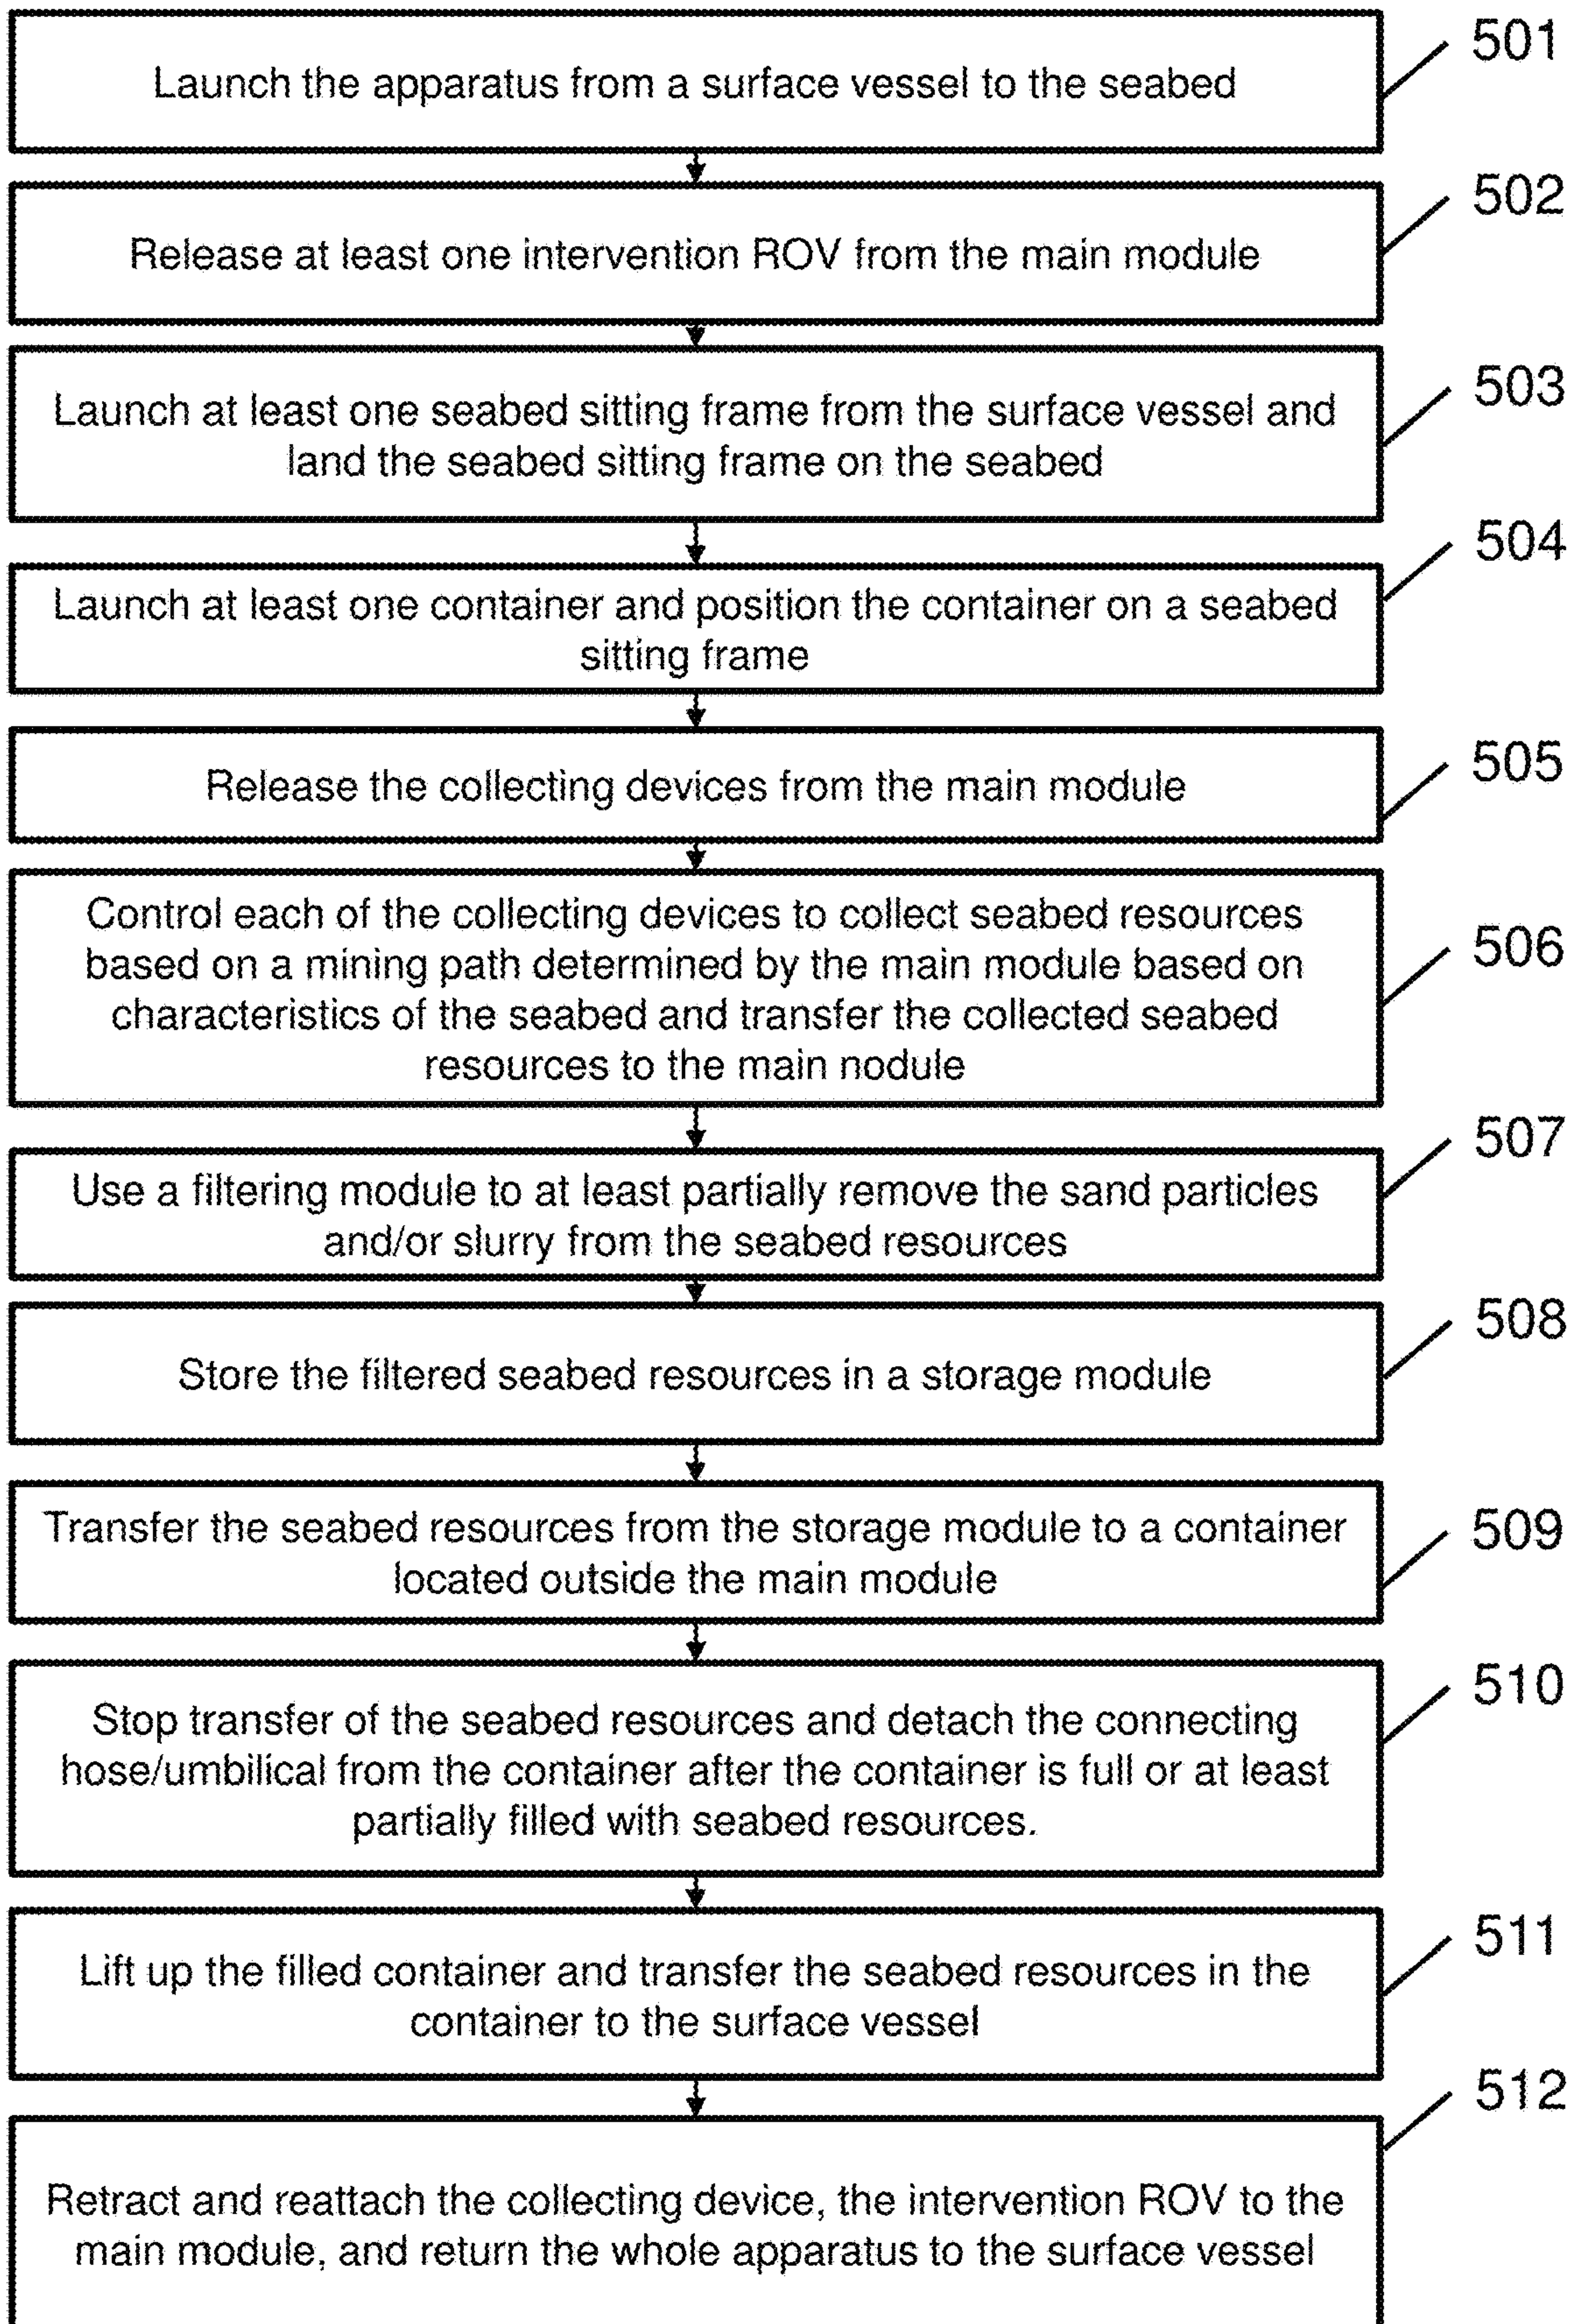 501
Launch the apparatus from a surface vessel to the seabed
502
Release at least one intervention ROV from the main module
503
Launch at least one seabed sitting frame from the surface vessel and
land the seabed sitting frame on the seabed
504
Launch at least one container and position the container on a seabed
sitting frame
505
Release the collecting devices from the main module
506
Control each of the collecting devices to collect seabed resources
based on a mining path determined by the main module based on
characteristics of the seabed and transfer the collected seabed
resources to the main nodule
507
Use a filtering module to at least partially remove the sand particles
and/or slurry from the seabed resources
508
Store the filtered seabed resources in a storage module
509
Transfer the seabed resources from the storage module to a container
located outside the main module
510
Stop transfer of the seabed resources and detach the connecting
hose/umbilical from the container after the container is full or at least
partially filled with seabed resources.
511
Lift up the filled container and transfer the seabed resources in the
container to the surface vessel
512
Retract and reattach the collecting device, the intervention ROV to the
main module, and return the whole apparatus to the surface vessel